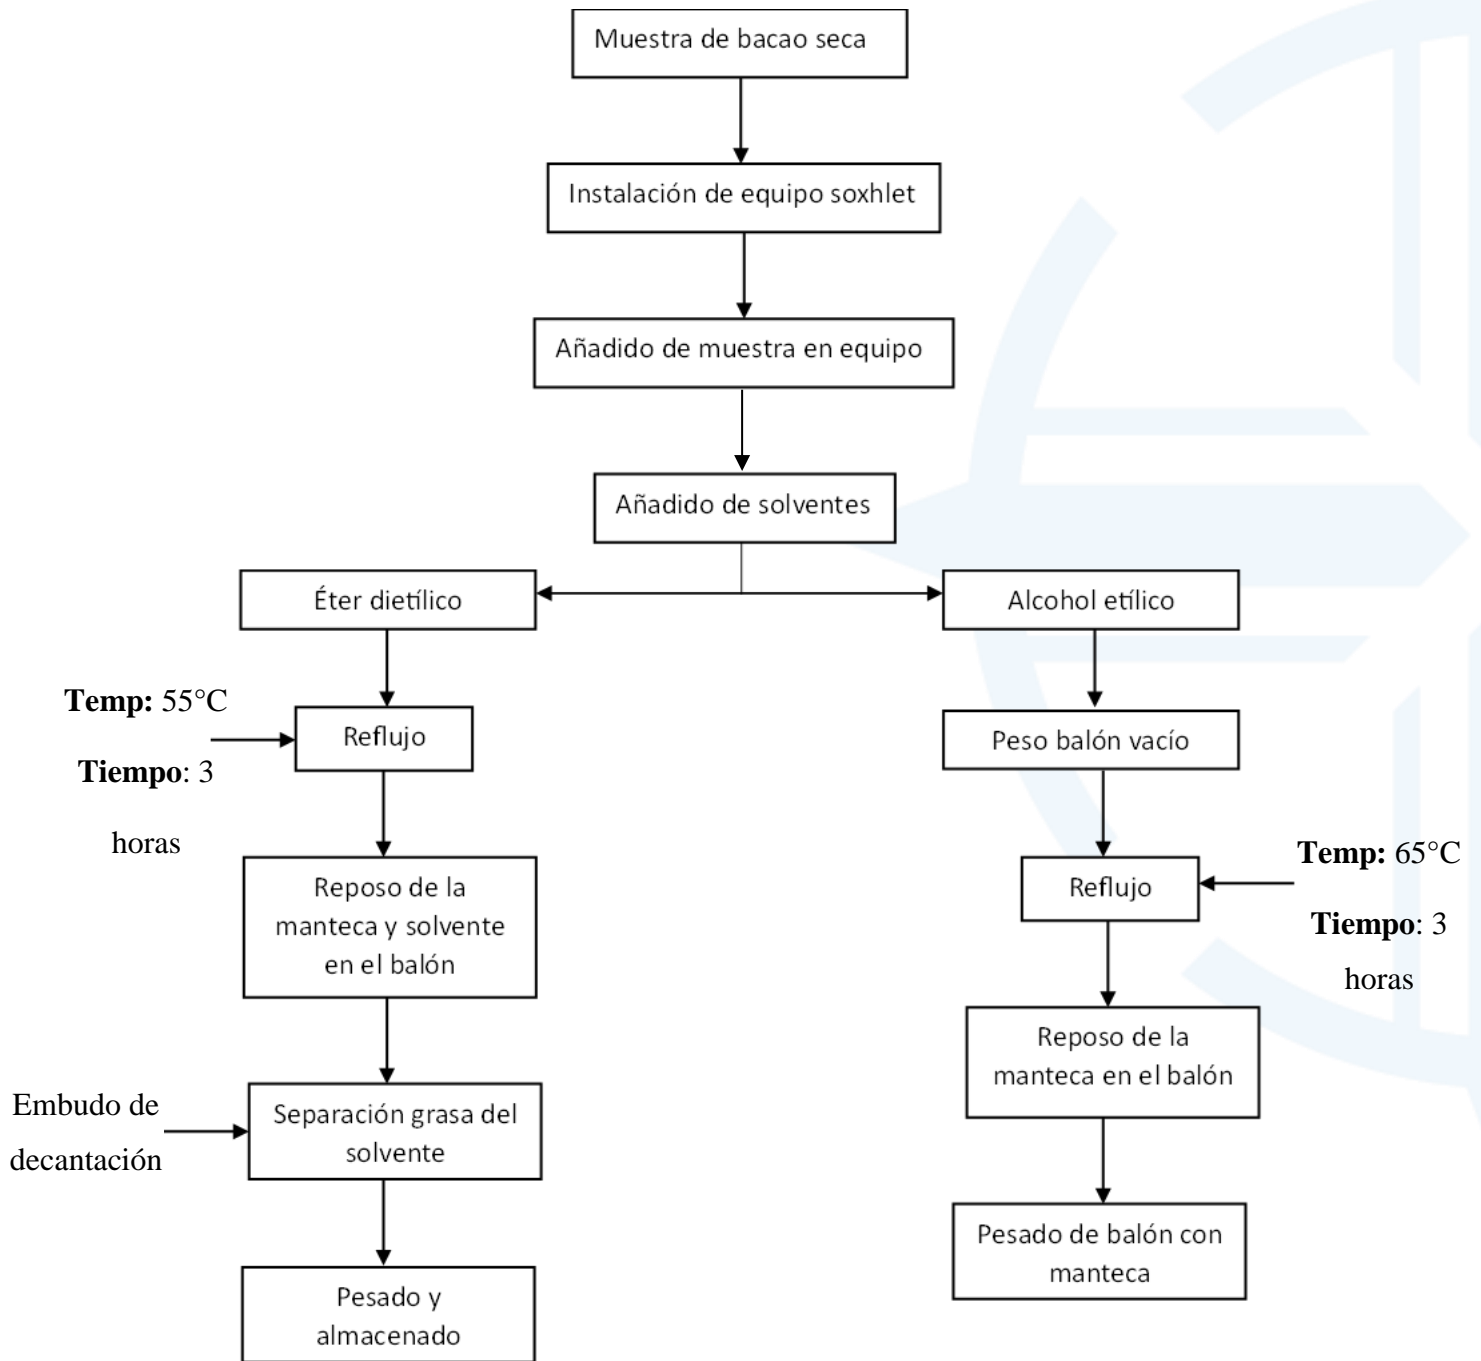 Muestra de bacao seca
Instalación de equipo soxhlet
Añadido de muestra en equipo
Añadido de solventes
Éter dietílico
Alcohol etílico
Temp: 55°C
Tiempo: 3
horas
Reflujo
Peso balón vacío
Reposo de la
manteca y solvente
en el balón
Reflujo
Temp: 65°C
Tiempo: 3
horas
Embudo de
decantación
Separación grasa del
solvente
Reposo de la
manteca en el balón
Pesado y
almacenado
Pesado de balón con
manteca